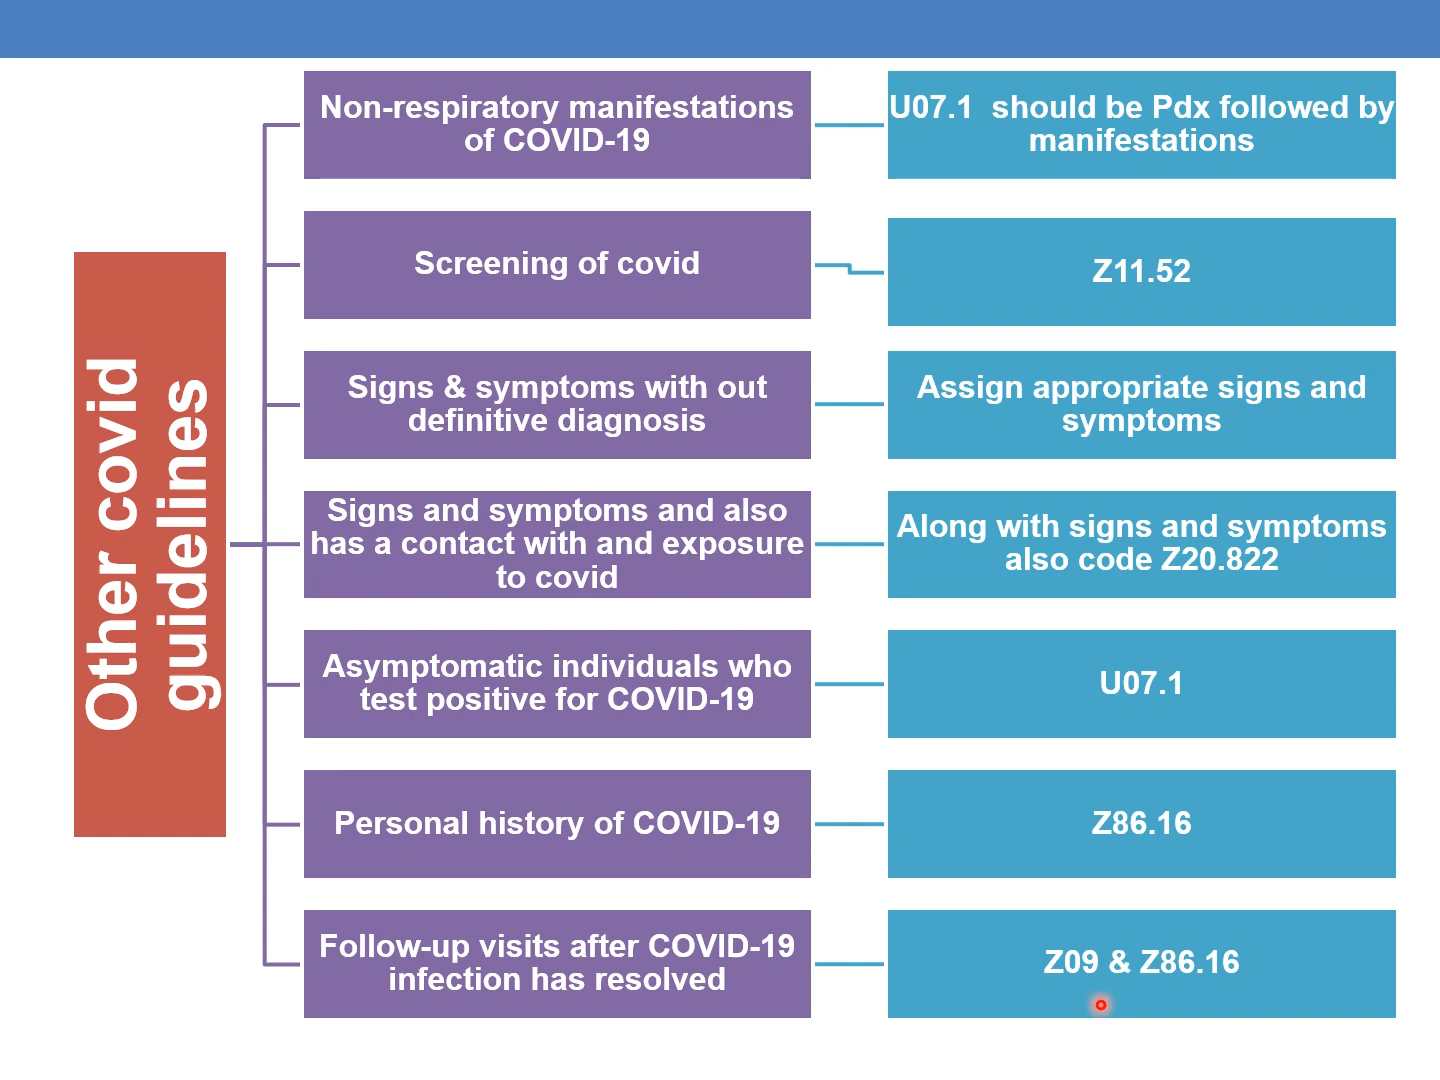 Other covid
guidelines
Non-respiratory manifestations
of COVID-19
U07.1  should be Pdx followed by
manifestations
Screening of covid
Z11.52
Signs & symptoms with out
definitive diagnosis
Assign appropriate signs and
symptoms
Signs and symptoms and also
has a contact with and exposure
to covid
Along with signs and symptoms
also code Z20.822
Asymptomatic individuals who
test positive for COVID-19
U07.1
Personal history of COVID-19
Z86.16
Follow-up visits after COVID-19
infection has resolved
Z09 & Z86.16